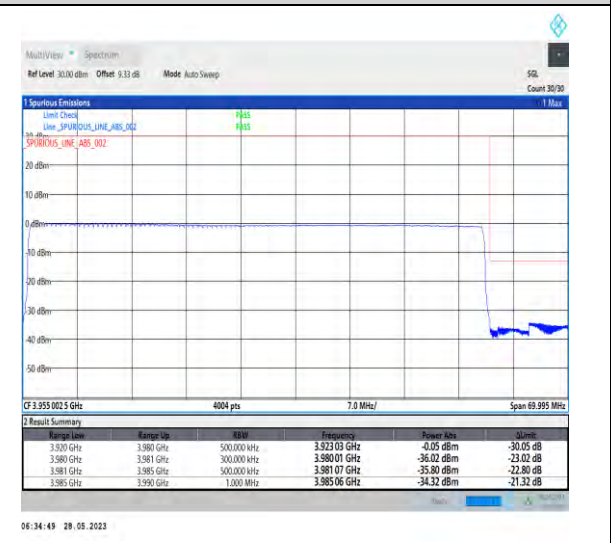 MultiView Spectrum
Ref Level 30.00 dBm Offset 9.33 dB Mode Auto Sweep SGL
Count 30/30
1 Spurious Emissions 1 Max
Limit Check PASS
Line _SPURIOUS_LINE_ABS_002 PASS
30 dBm
_SPURIOUS_LINE_ABS_002
20 dBm
10 dBm
0 dBm
-10 dBm
-20 dBm
-30 dBm
-40 dBm
-50 dBm
CF 3.955 002 5 GHz 4004 pts 7.0 MHz/ Span 69.995 MHz
2 Result Summary
Range Low Range Up RBW Frequency Power Abs ΔLimit
3.920 GHz 3.980 GHz 500.000 kHz 3.923 03 GHz -0.05 dBm -30.05 dB
3.980 GHz 3.981 GHz 300.000 kHz 3.980 01 GHz -36.02 dBm -23.02 dB
3.981 GHz 3.985 GHz 500.000 kHz 3.981 07 GHz -35.80 dBm -22.80 dB
3.985 GHz 3.990 GHz 1.000 MHz 3.985 06 GHz -34.32 dBm -21.32 dB
06:34:49 28.05.2023